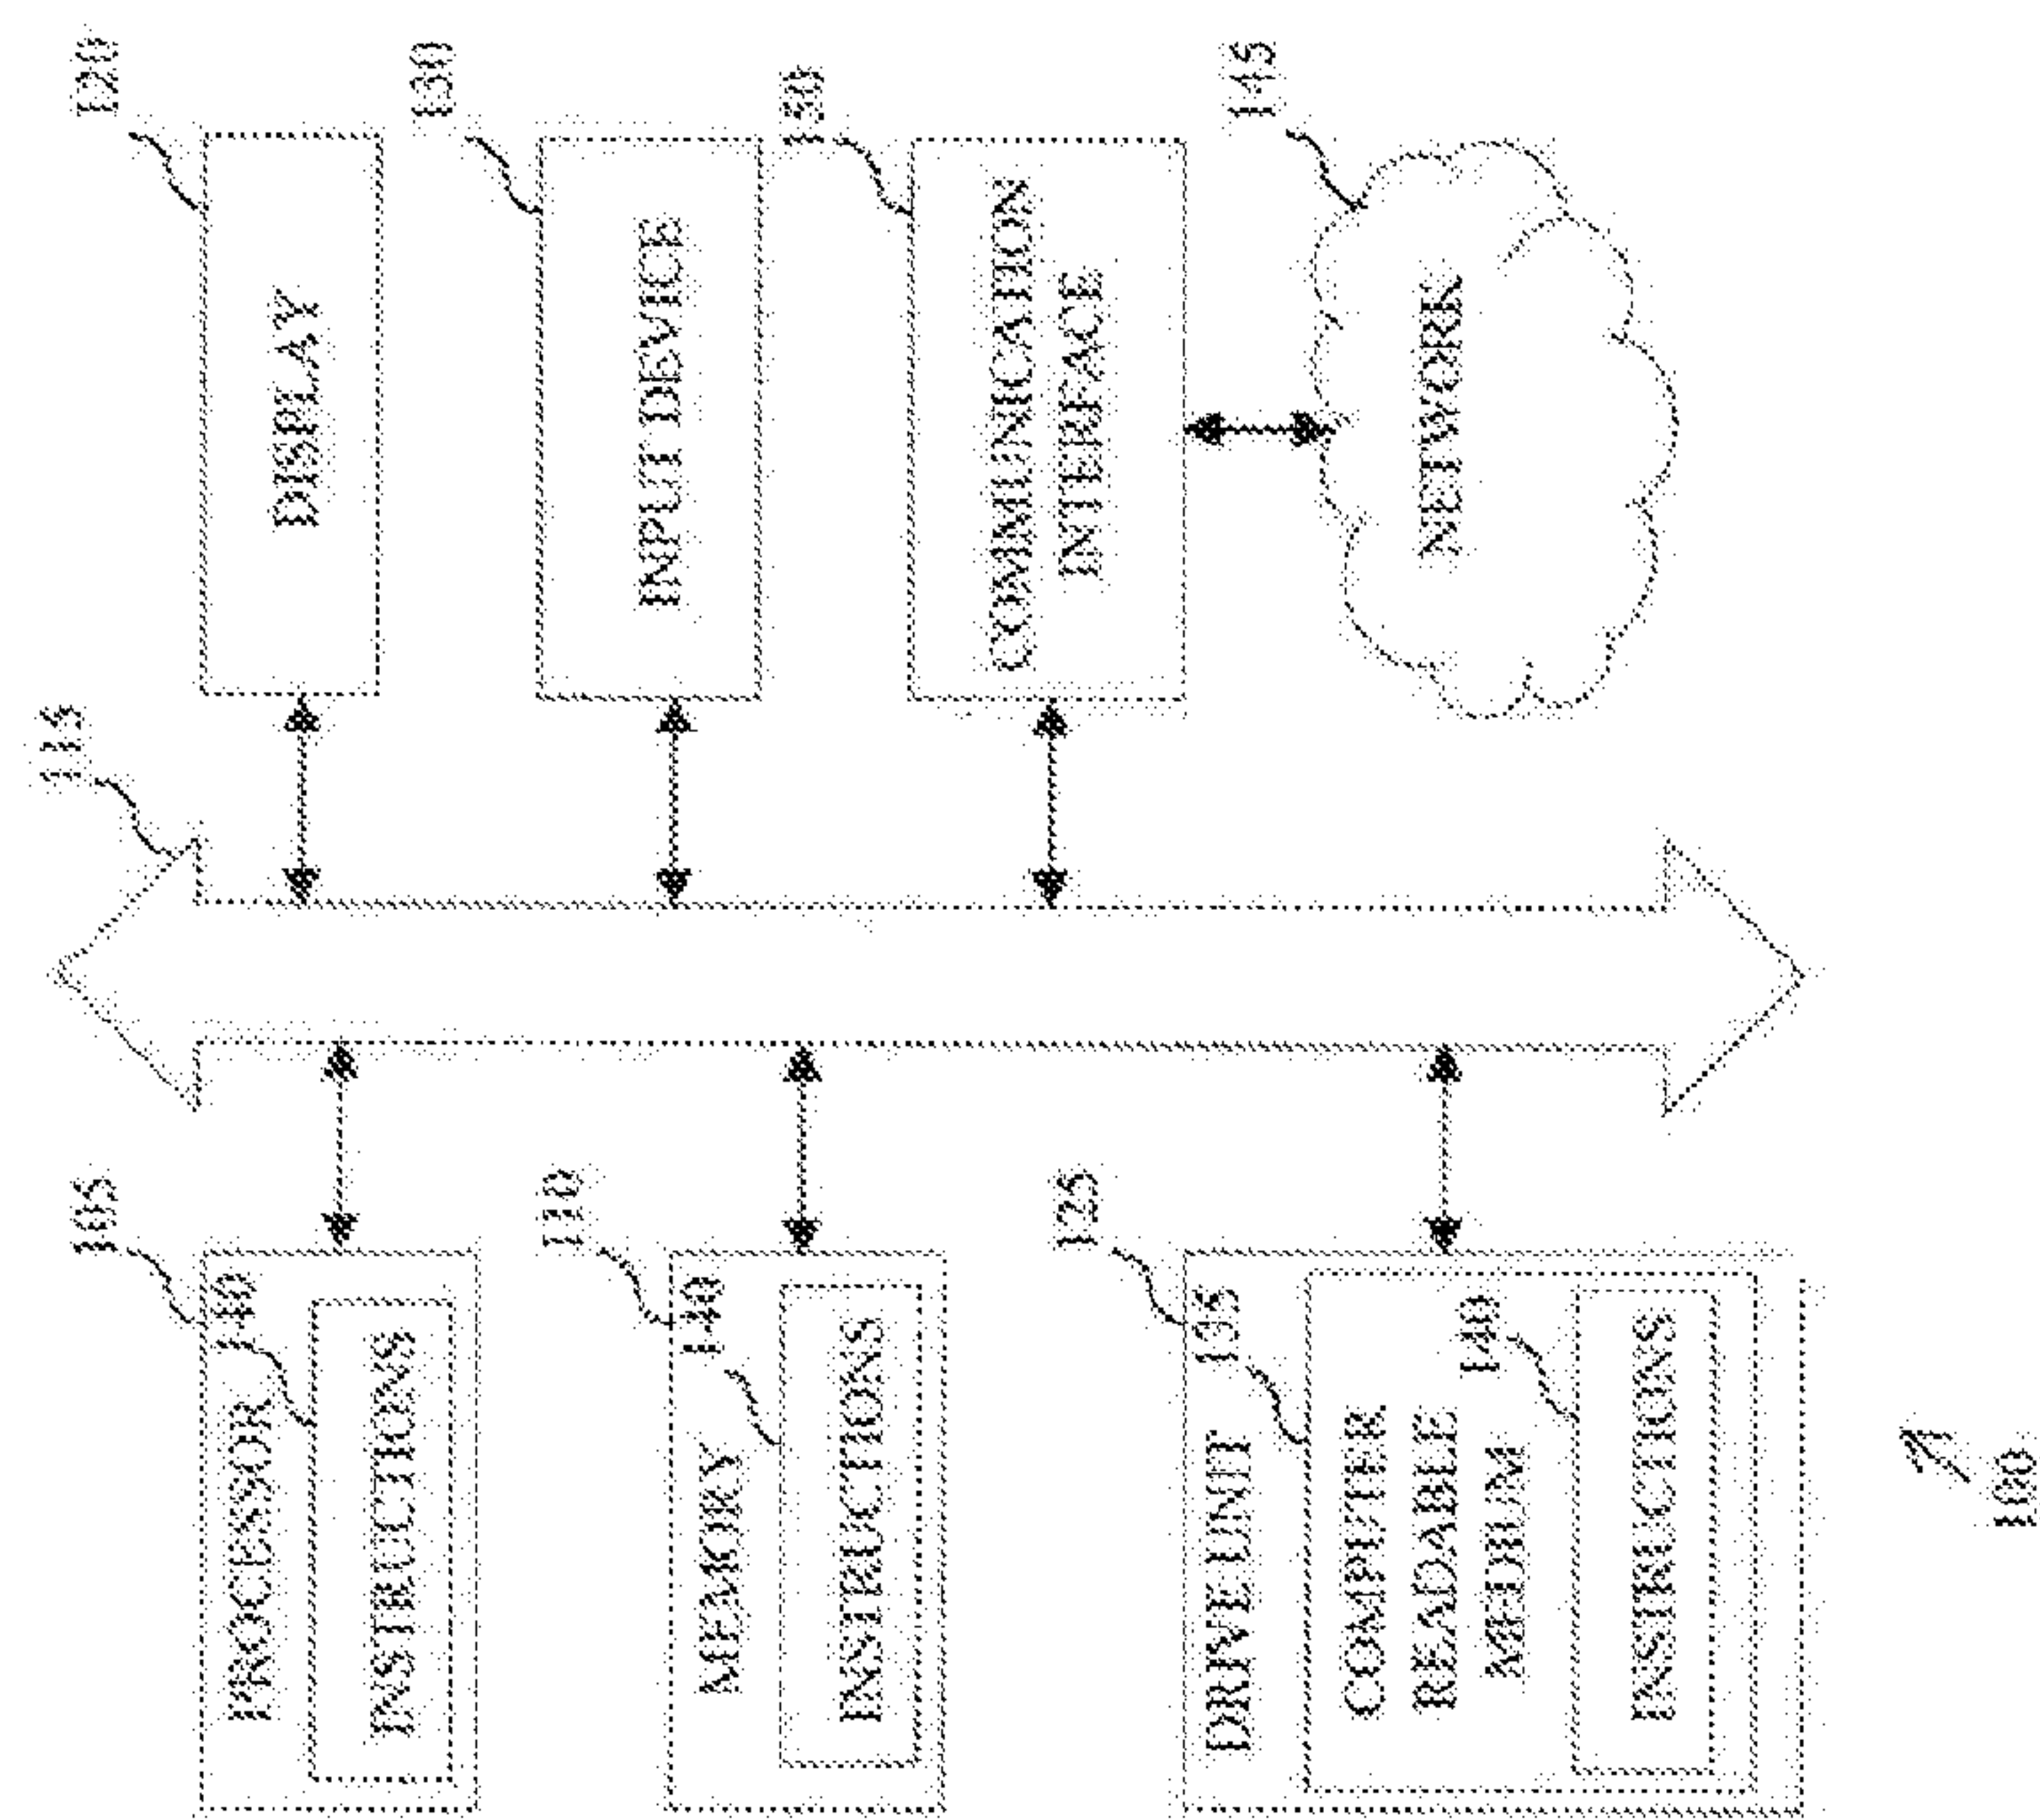 105
PROCESSOR 140
INSTRUCTIONS
110
MEMORY
140
INSTRUCTIONS
125
DRIVE UNIT
135
COMPUTER
READABLE
MEDIUM
140
INSTRUCTIONS
100
115
120
DISPLAY
130
INPUT DEVICE
150
COMMUNICATION
INTERFACE
145
NETWORK